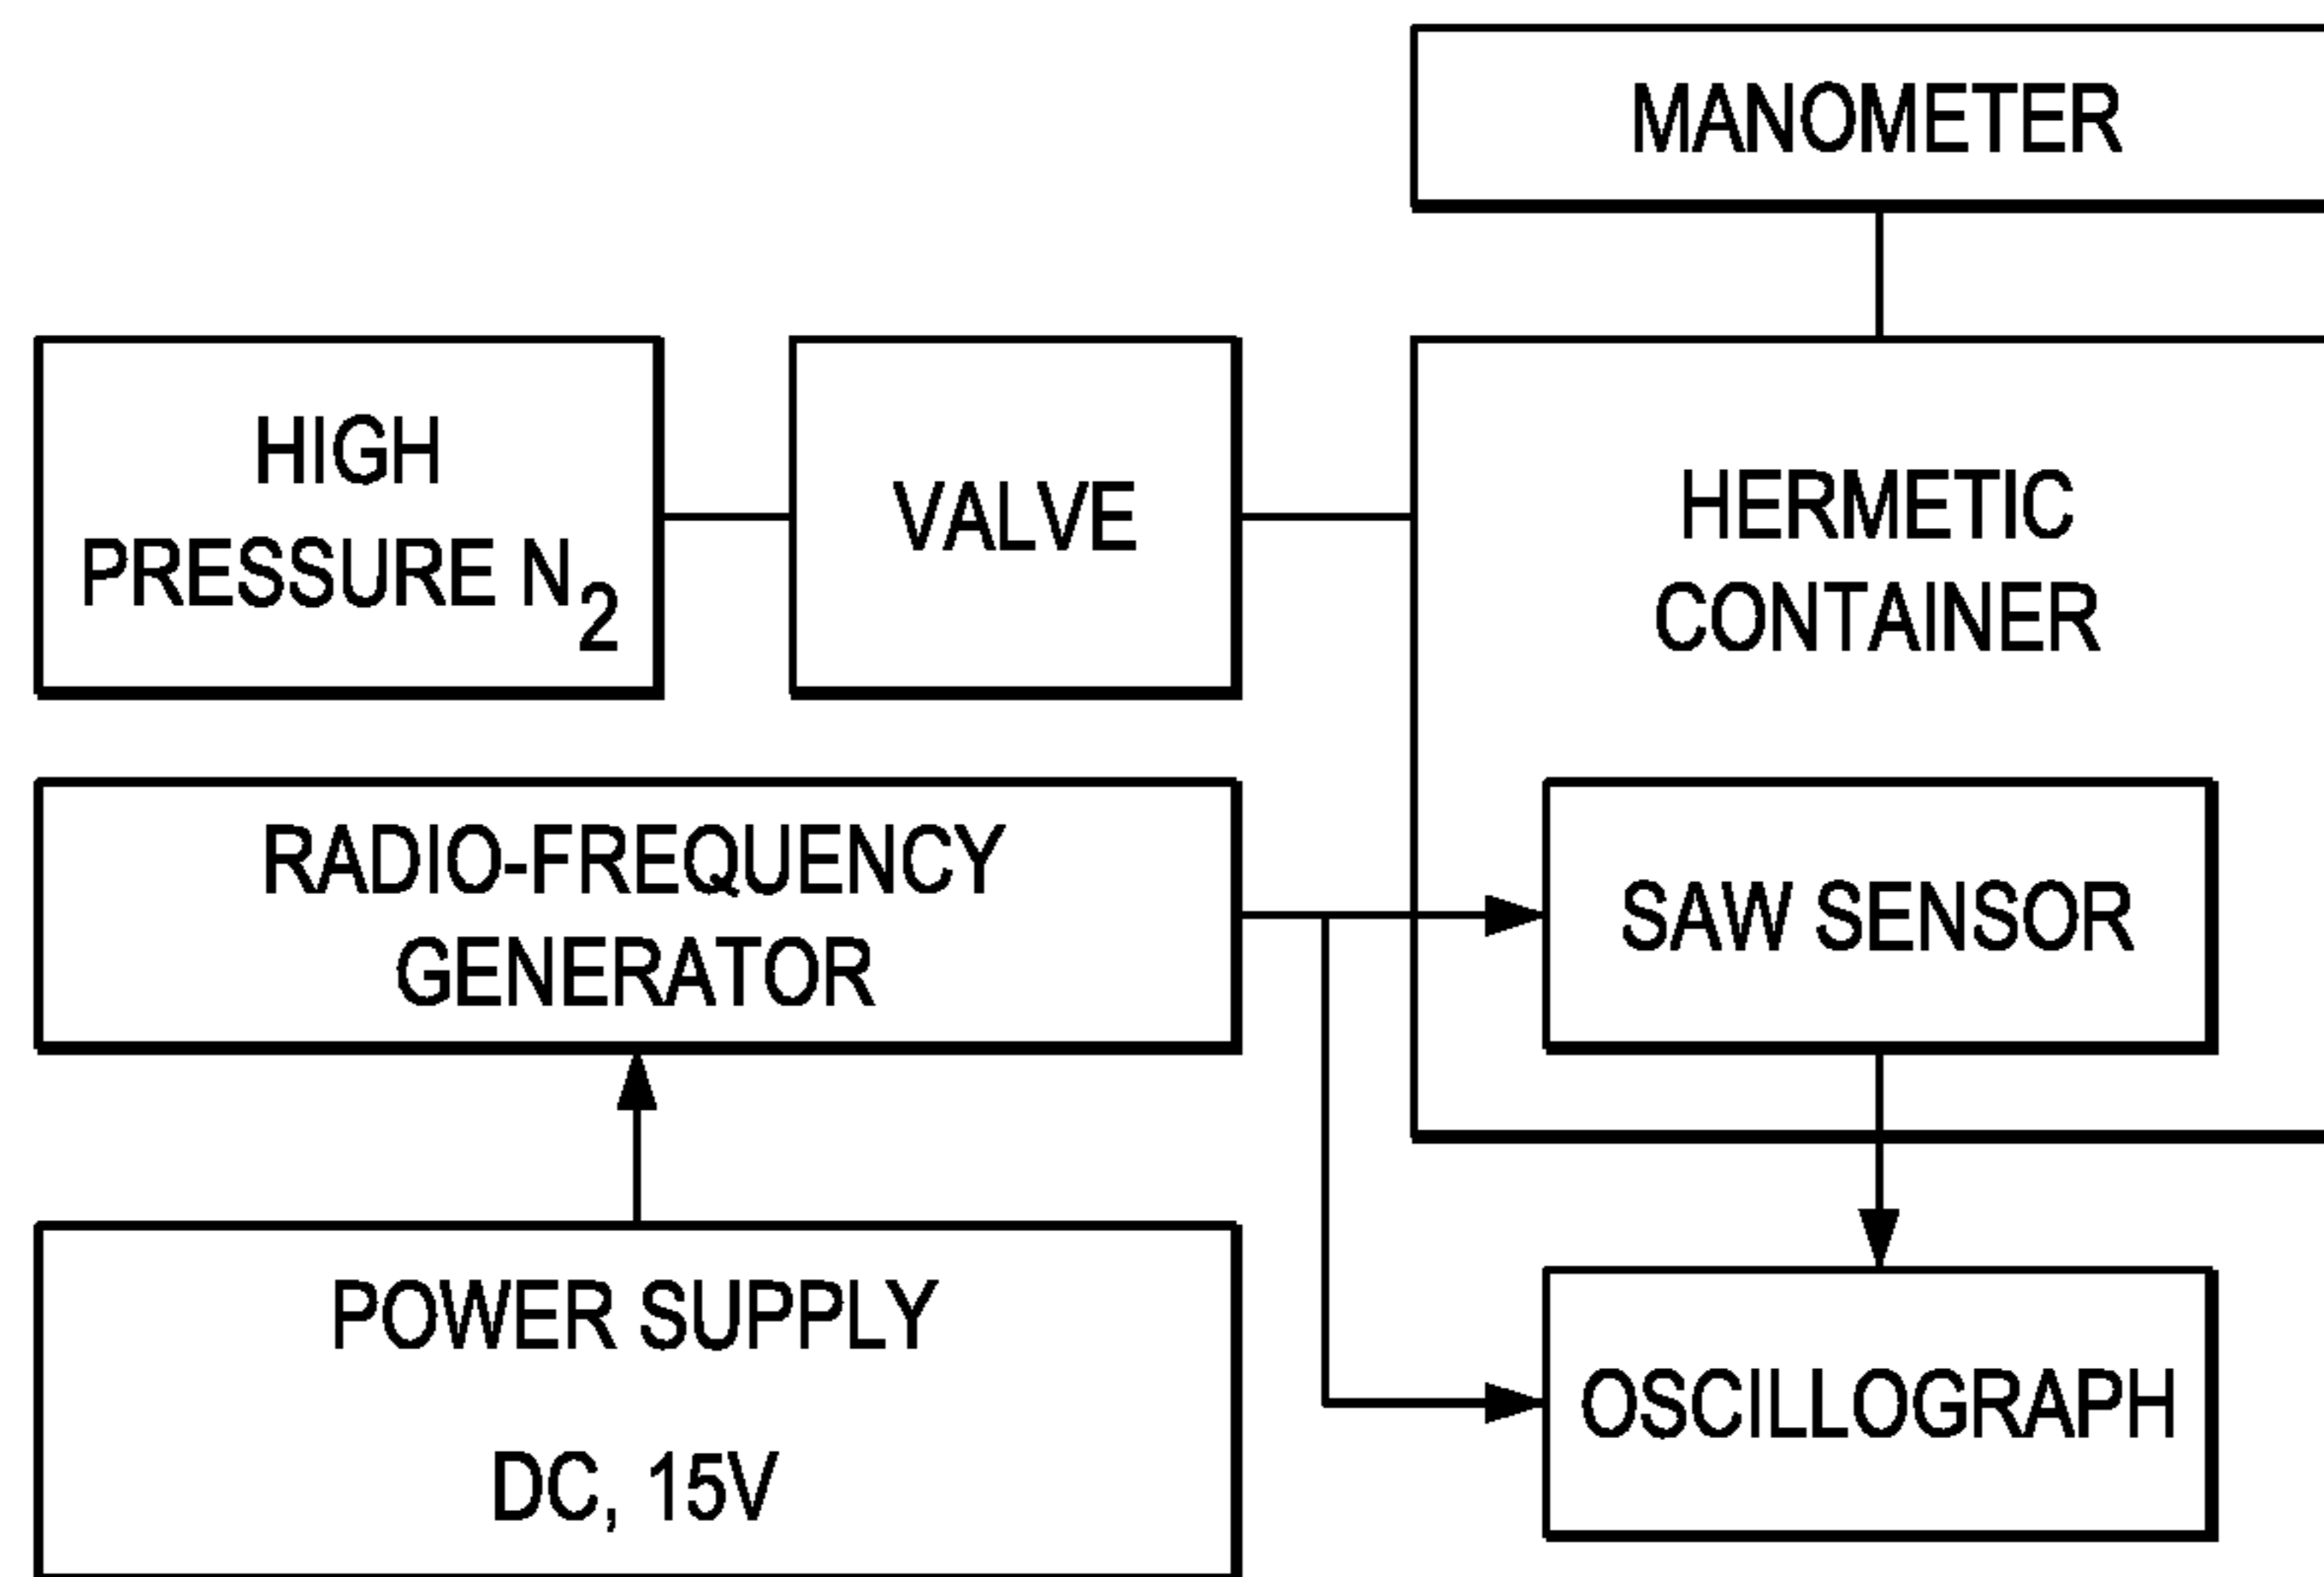 MANOMETER
HIGH
PRESSURE N₂
VALVE
HERMETIC
CONTAINER
RADIO-FREQUENCY
GENERATOR
SAW SENSOR
POWER SUPPLY
DC, 15V
OSCILLOGRAPH